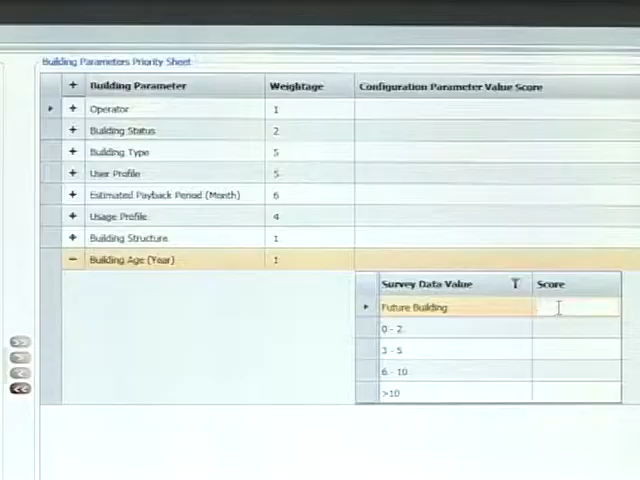 Building Parameters Priority Sheet
+ Building Parameter Weightage Configuration Parameter Value Score
+ Operator 1
+ Building Status 2
+ Building Type 5
+ User Profile 5
+ Estimated Payback Period (Month) 6
+ Usage Profile 4
+ Building Structure 1
− Building Age (Year) 1
Survey Data Value Score
Future Building
0 - 2
3 - 5
6 - 10
>10
>>
>
<
<<